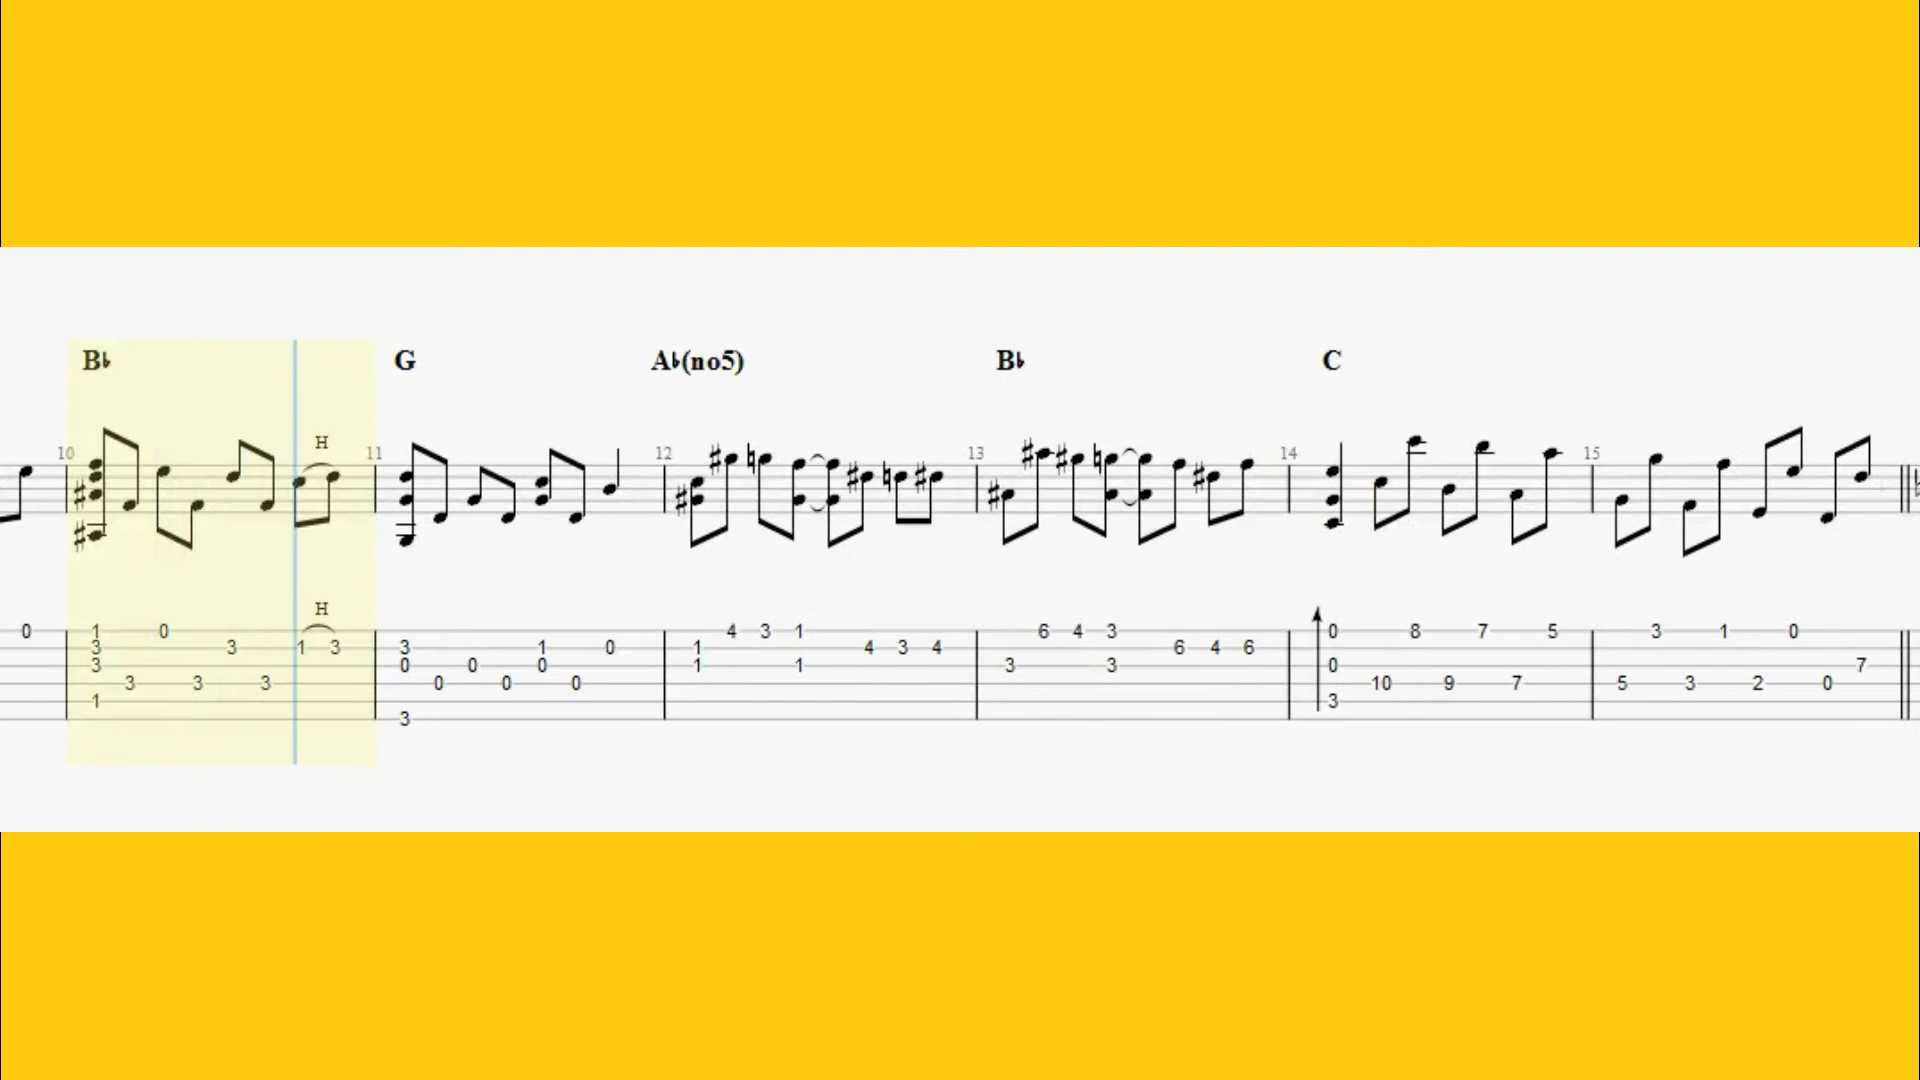 B♭ G A♭(no5) B♭ C
H
10 11 12 13 14 15
H
0 1 0 4 3 1 6 4 3 0 8 7 5 3 1 0
3 3 1 3 3 1 0 1 4 3 4 6 4 6
3 0 0 0 1 1 3 3 0 7
3 3 3 0 0 0 10 9 7 5 3 2 0
1 3
3